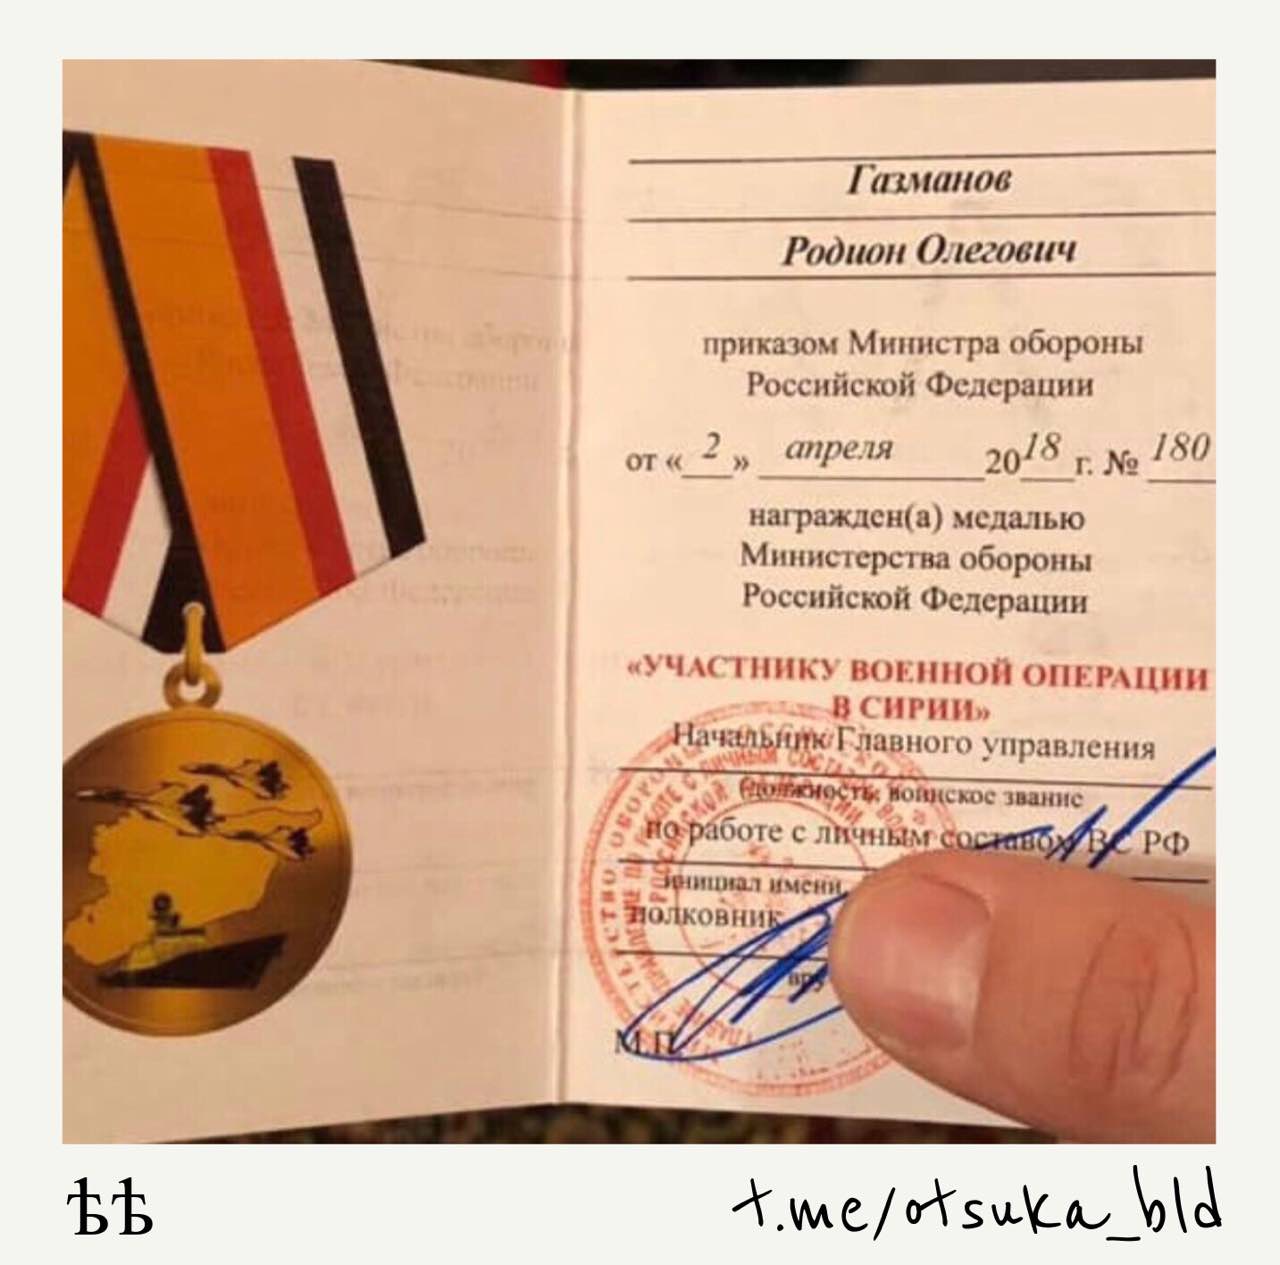 Газманов
Родион Олегович
приказом Министра обороны
Российской Федерации
от «2» апреля 2018 г. № 180
награжден(а) медалью
Министерства обороны
Российской Федерации
«УЧАСТНИКУ ВОЕННОЙ ОПЕРАЦИИ
В СИРИИ»
Начальник Главного управления
(должность, воинское звание
по работе с личным составом ВС РФ
инициал имени,
полковник
М.П.
ѣѣ t.me/otsuka_bld